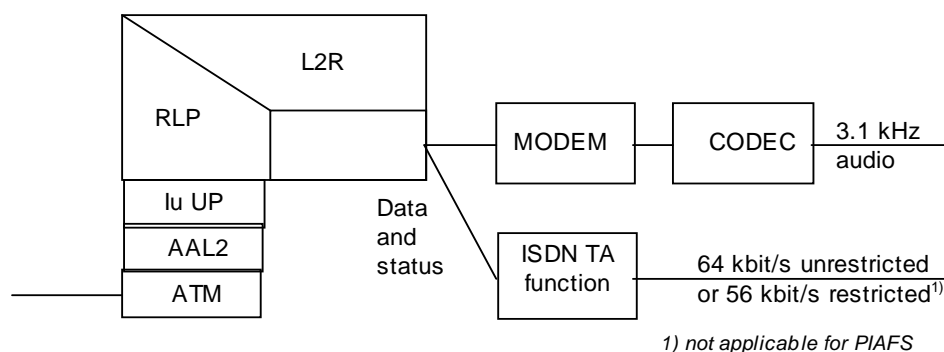 L2R
RLP
MODEM
CODEC
3.1 kHz
audio
Iu UP
AAL2
ATM
Data
and
status
ISDN TA
function
64 kbit/s unrestricted
or 56 kbit/s restricted1)
1) not applicable for PIAFS